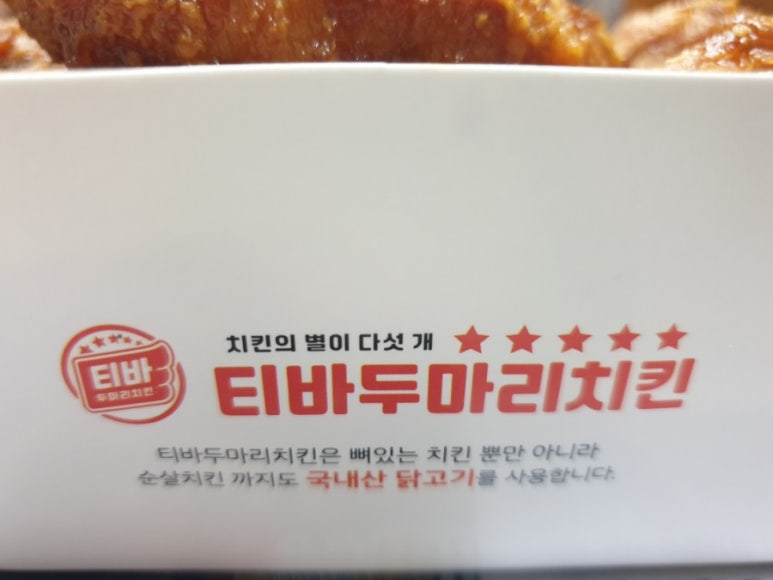 치킨의 별이 다섯 개 ★★★★★
티바
두마리치킨
티바두마리치킨
티바두마리치킨은 뼈있는 치킨 뿐만 아니라
순살치킨 까지도 국내산 닭고기를 사용합니다.